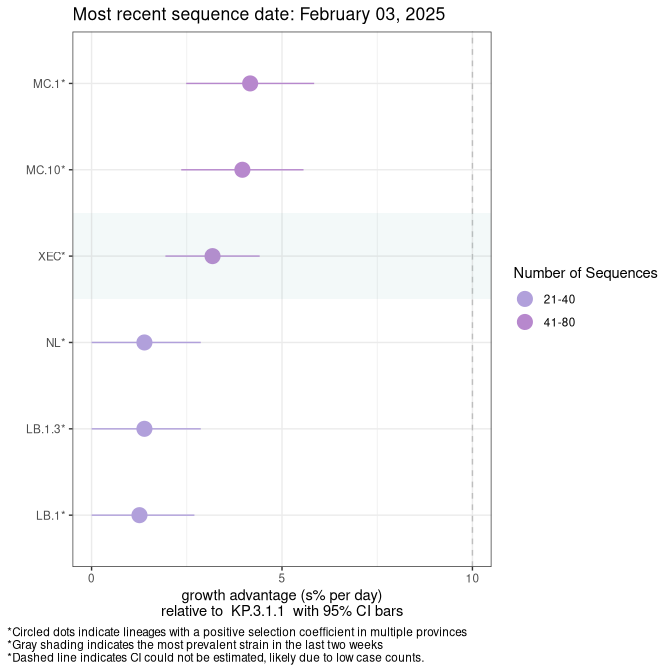 Most recent sequence date: February 03, 2025
MC.1*
MC.10*
XEC*
NL*
LB.1.3*
LB.1*
0 5 10
growth advantage (s% per day)
relative to KP.3.1.1 with 95% CI bars
Number of Sequences
21-40
41-80
*Circled dots indicate lineages with a positive selection coefficient in multiple provinces
*Gray shading indicates the most prevalent strain in the last two weeks
*Dashed line indicates CI could not be estimated, likely due to low case counts.